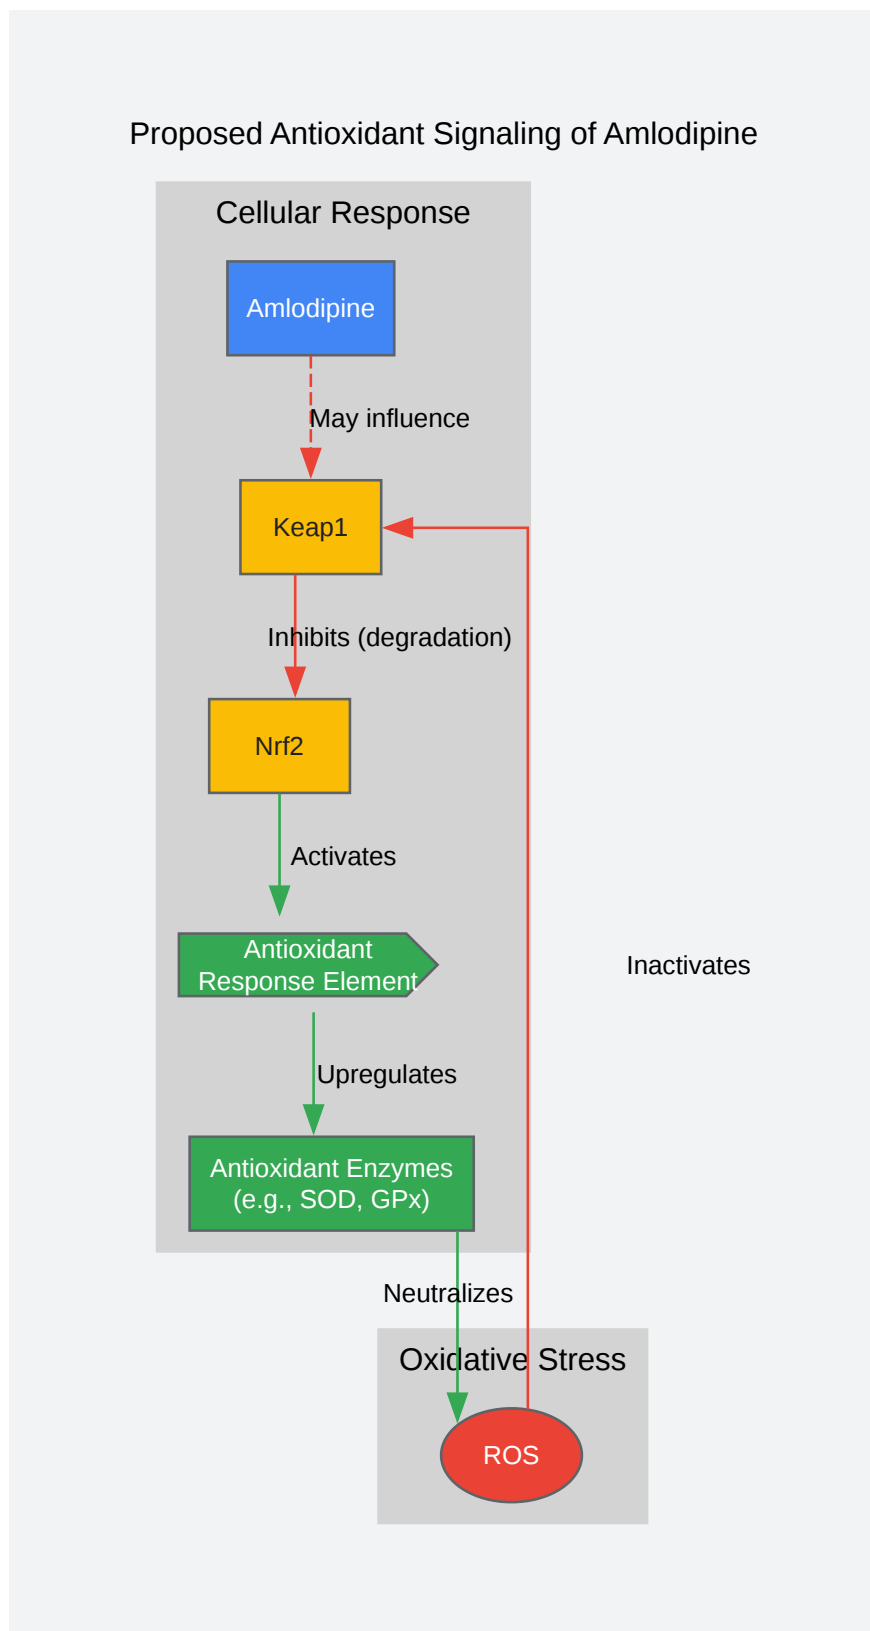 Proposed Antioxidant Signaling of Amlodipine
Cellular Response
Amlodipine
May influence
Keap1
Inhibits (degradation)
Nrf2
Activates
Antioxidant
Response Element
Inactivates
Upregulates
Antioxidant Enzymes
(e.g., SOD, GPx)
Neutralizes
Oxidative Stress
ROS